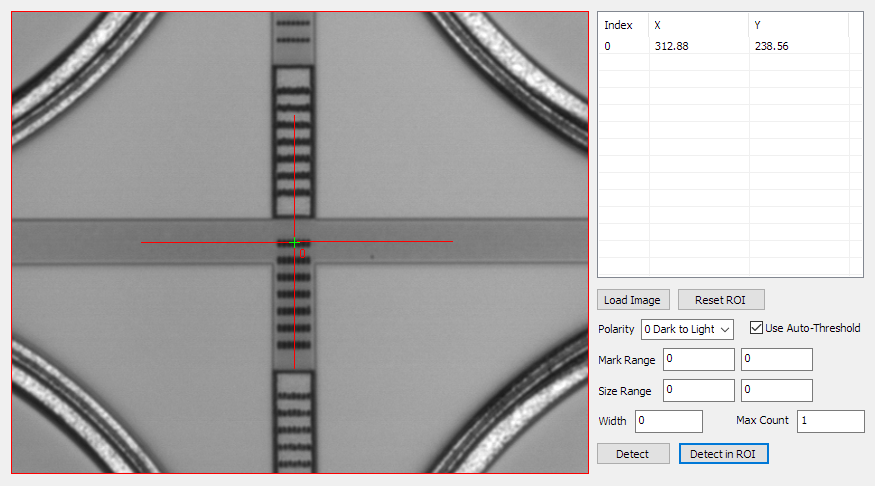 Index X Y
0 312.88 238.56
0
Load Image Reset ROI
Polarity 0 Dark to Light Use Auto-Threshold
Mark Range 0 0
Size Range 0 0
Width 0 Max Count 1
Detect Detect in ROI